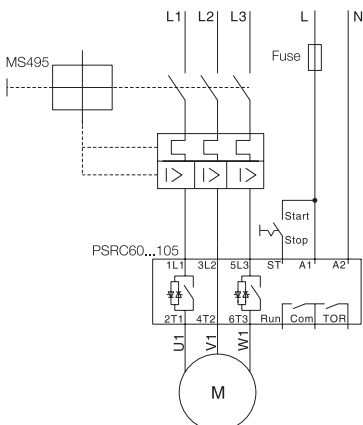 L1 L2 L3 L N
Fuse
MS495
I> I> I>
Start
Stop
PSRC60...105
1L1 3L2 5L3 ST A1 A2
2T1 4T2 6T3 Run Com TOR
U1 V1 W1
M